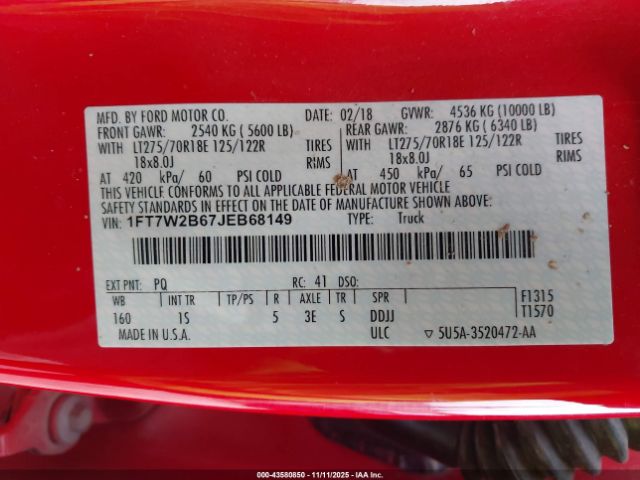 MFD. BY FORD MOTOR CO. DATE: 02/18 GVWR: 4536 KG (10000 LB)
FRONT GAWR: 2540 KG (5600 LB) REAR GAWR: 2876 KG (6340 LB)
WITH LT275/70R18E 125/122R TIRES WITH LT275/70R18E 125/122R TIRES
18x8.0J RIMS 18x8.0J RIMS
AT 420 kPa/ 60 PSI COLD AT 450 kPa/ 65 PSI COLD
THIS VEHICLE CONFORMS TO ALL APPLICABLE FEDERAL MOTOR VEHICLE
SAFETY STANDARDS IN EFFECT ON THE DATE OF MANUFACTURE SHOWN ABOVE.
VIN: 1FT7W2B67JEB68149 TYPE: Truck
EXT PNT: PQ RC: 41 DSO:
WB INT TR TP/PS R AXLE TR SPR F1315
160 1S 5 3E S DDJJ T1570
MADE IN U.S.A. ULC 5U5A-3520472-AA
000-43580850 - 11/11/2025 - IAA Inc.